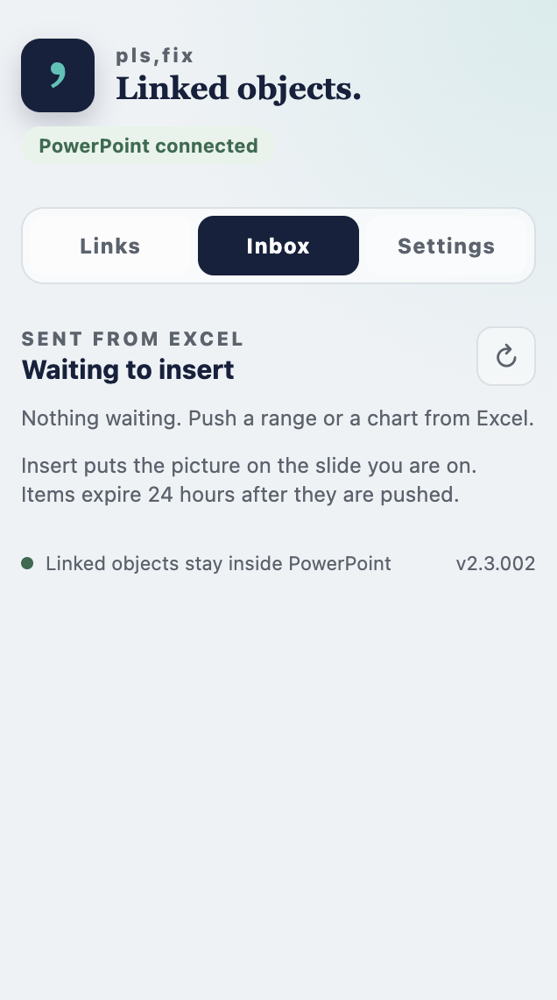 pls,fix
Linked objects.
PowerPoint connected
Links
Inbox
Settings
SENT FROM EXCEL
Waiting to insert
Nothing waiting. Push a range or a chart from Excel.
Insert puts the picture on the slide you are on.
Items expire 24 hours after they are pushed.
Linked objects stay inside PowerPoint
v2.3.002